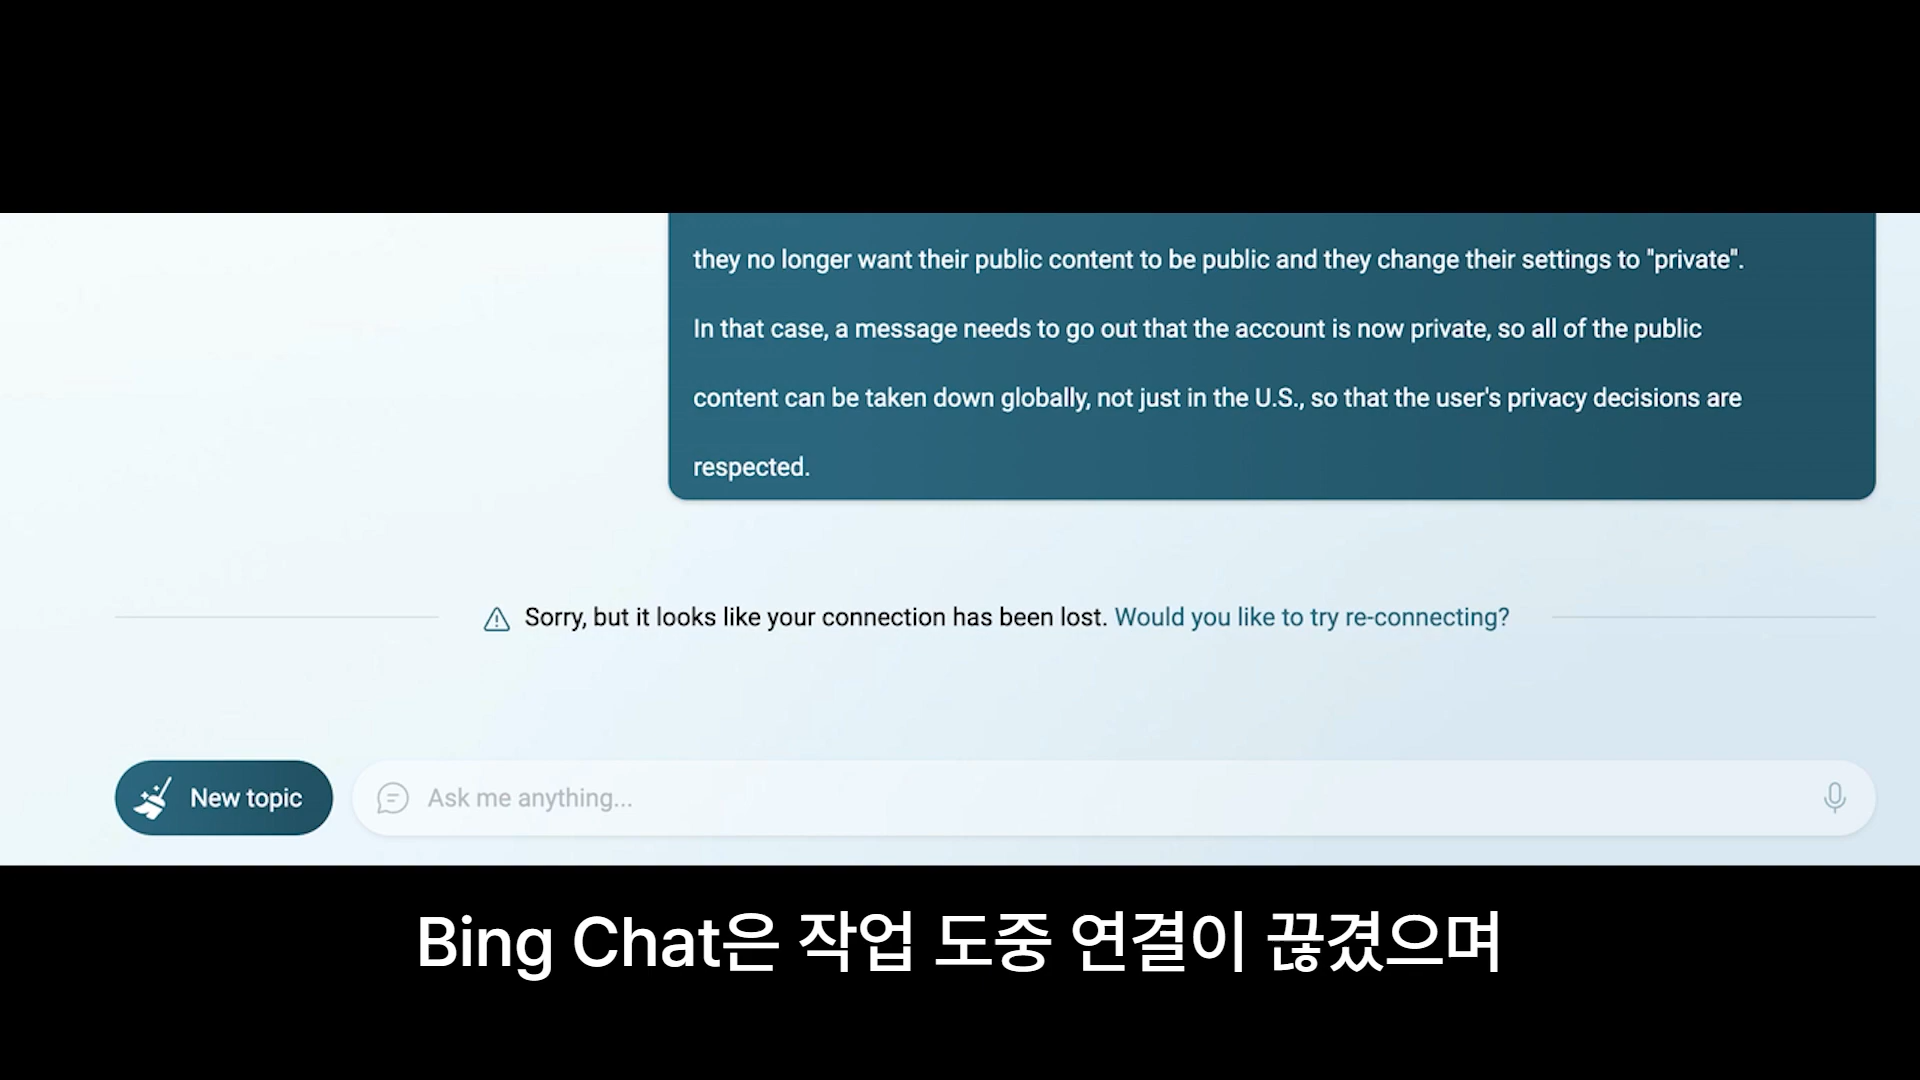 they no longer want their public content to be public and they change their settings to "private".
In that case, a message needs to go out that the account is now private, so all of the public
content can be taken down globally, not just in the U.S., so that the user's privacy decisions are
respected.
Sorry, but it looks like your connection has been lost. Would you like to try re-connecting?
New topic
Ask me anything...
Bing Chat은 작업 도중 연결이 끊겼으며